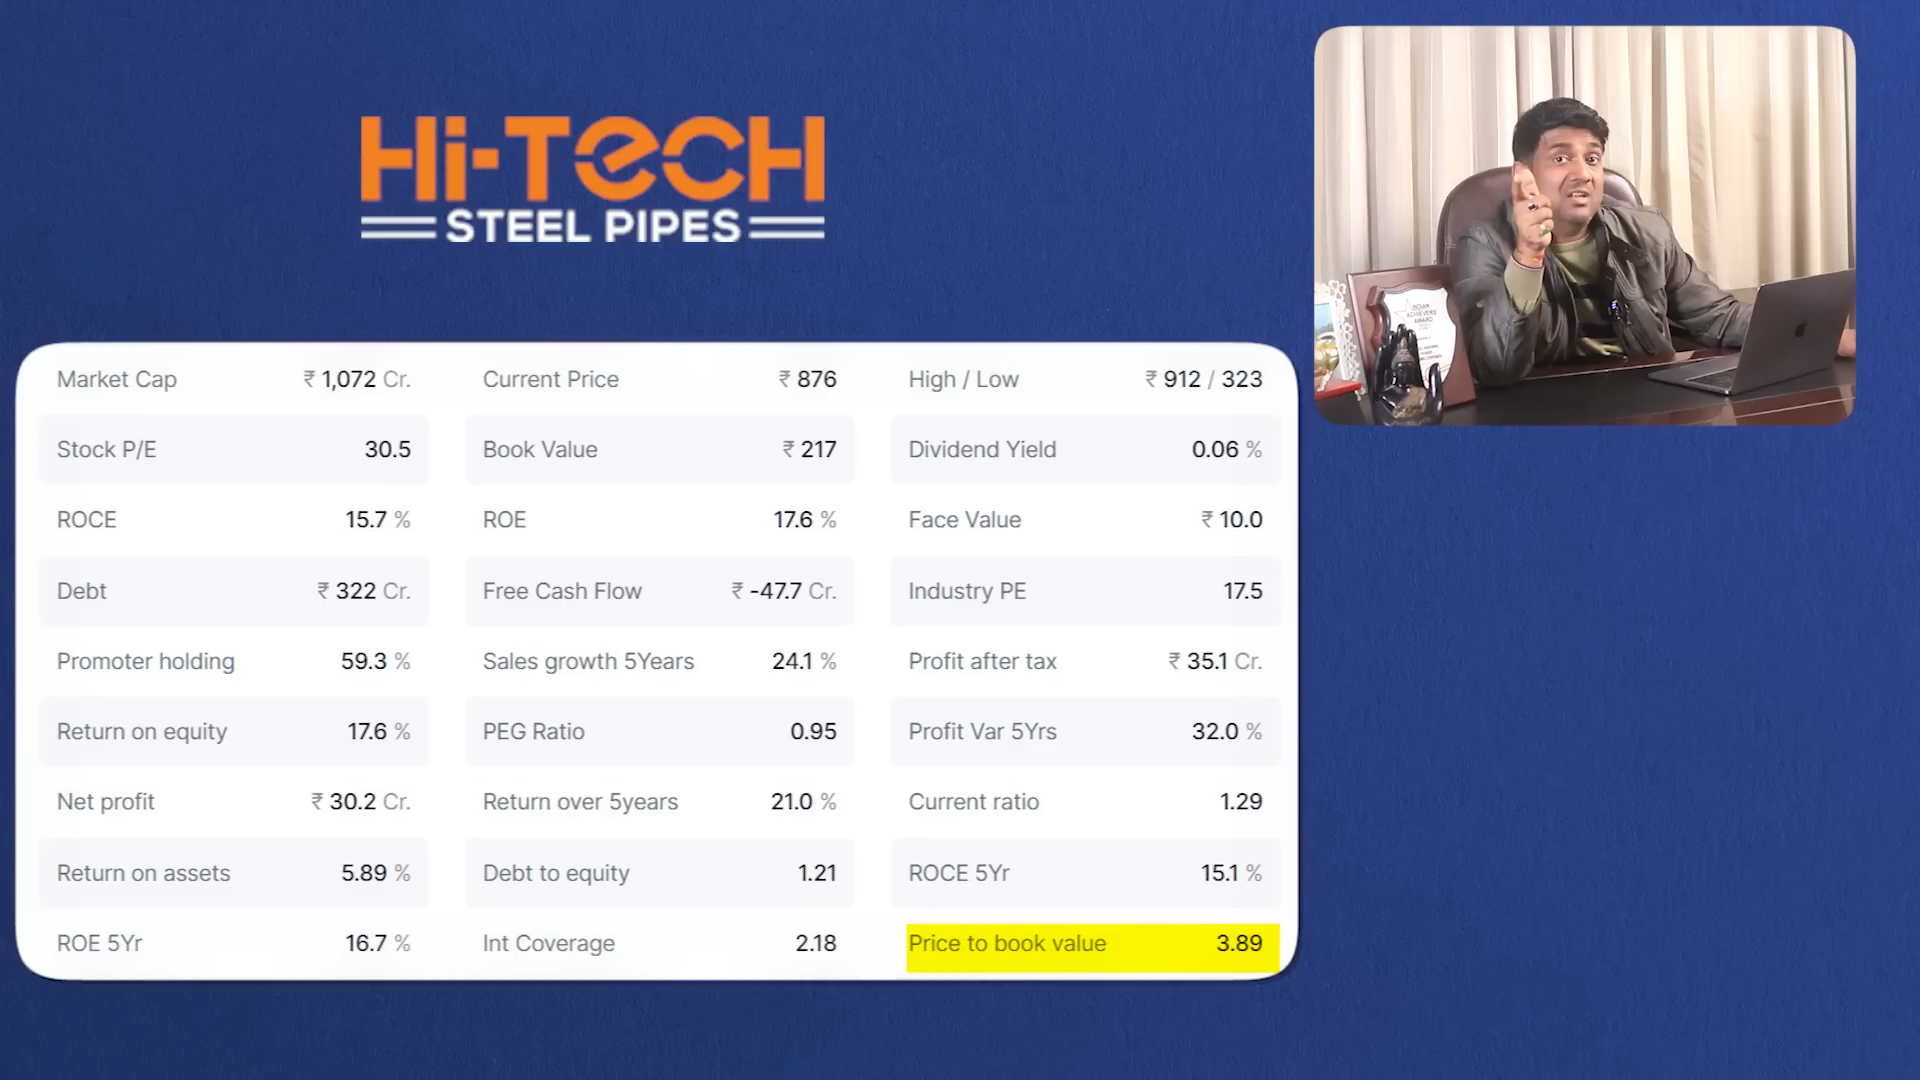 Hi-TECH
STEEL PIPES
Market Cap ₹ 1,072 Cr. Current Price ₹ 876 High / Low ₹ 912 / 323
Stock P/E 30.5 Book Value ₹ 217 Dividend Yield 0.06 %
ROCE 15.7 % ROE 17.6 % Face Value ₹ 10.0
Debt ₹ 322 Cr. Free Cash Flow ₹ -47.7 Cr. Industry PE 17.5
Promoter holding 59.3 % Sales growth 5Years 24.1 % Profit after tax ₹ 35.1 Cr.
Return on equity 17.6 % PEG Ratio 0.95 Profit Var 5Yrs 32.0 %
Net profit ₹ 30.2 Cr. Return over 5years 21.0 % Current ratio 1.29
Return on assets 5.89 % Debt to equity 1.21 ROCE 5Yr 15.1 %
ROE 5Yr 16.7 % Int Coverage 2.18 Price to book value 3.89
INDIAN
ACHIEVERS'
AWARD
2021